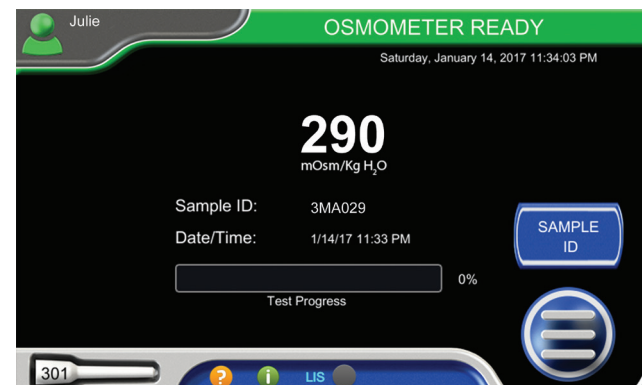 Julie
OSMOMETER READY
Saturday, January 14, 2017 11:34:03 PM
290
mOsm/Kg H₂O
Sample ID: 3MA029
Date/Time: 1/14/17 11:33 PM
SAMPLE
ID
0%
Test Progress
301
?
i
LIS